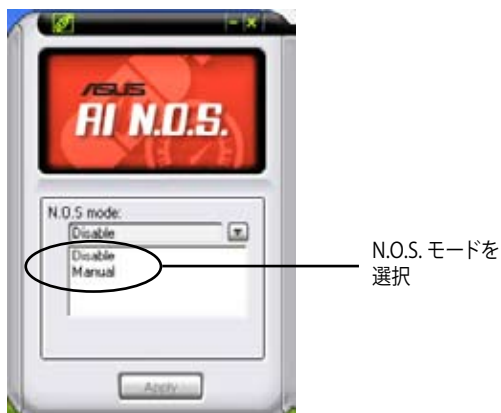 ASUS
AI N.O.S.
N.O.S mode:
Disable
Disable
Manual
N.O.S. モードを
選択
Apply